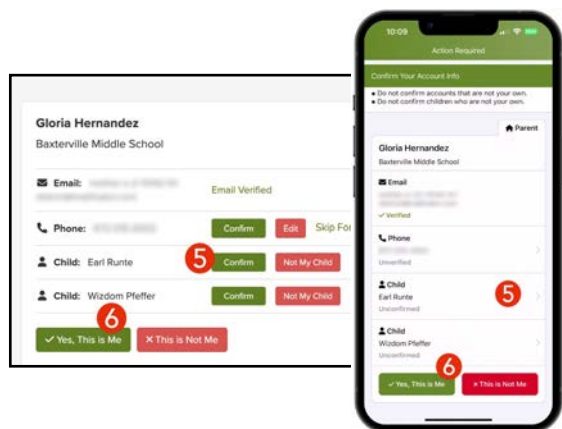 Gloria Hernandez
Baxterville Middle School
Email:
Email Verified
Phone:
Confirm
Edit
Skip For
Child: Earl Runte
5
Confirm
Not My Child
Child: Wizdom Pfeffer
Confirm
Not My Child
6
✓ Yes, This is Me
× This is Not Me
10:09
Action Required
Confirm Your Account Info
• Do not confirm accounts that are not your own.
• Do not confirm children who are not your own.
Parent
Gloria Hernandez
Baxterville Middle School
Email
✓ Verified
Phone
Unverified
Child
Earl Runte
5
Unconfirmed
Child
Wizdom Pfeffer
Unconfirmed
6
✓ Yes, This is Me
× This is Not Me